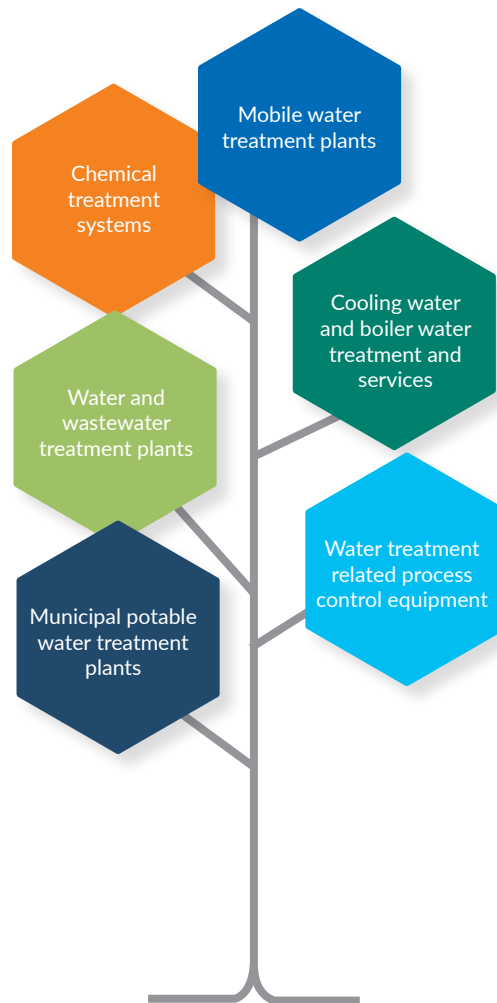 Mobile water
treatment plants
Chemical
treatment
systems
Cooling water
and boiler water
treatment and
services
Water and
wastewater
treatment plants
Water treatment
related process
control equipment
Municipal potable
water treatment
plants